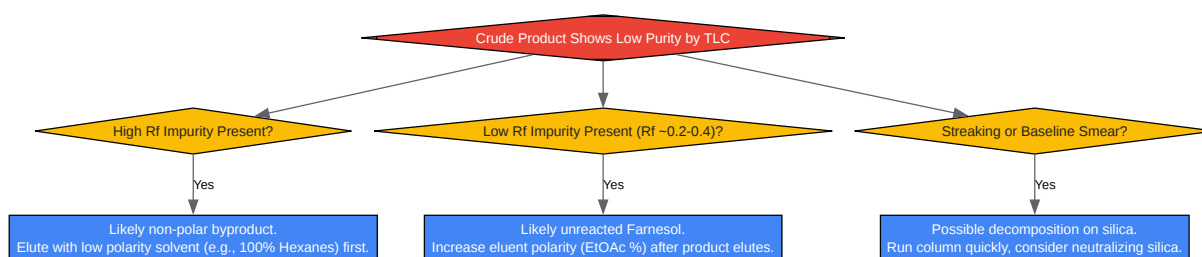 Crude Product Shows Low Purity by TLC
High Rf Impurity Present?
Low Rf Impurity Present (Rf ~0.2-0.4)?
Streaking or Baseline Smear?
Yes
Yes
Yes
Likely non-polar byproduct.
Elute with low polarity solvent (e.g., 100% Hexanes) first.
Likely unreacted Farnesol.
Increase eluent polarity (EtOAc %) after product elutes.
Possible decomposition on silica.
Run column quickly, consider neutralizing silica.